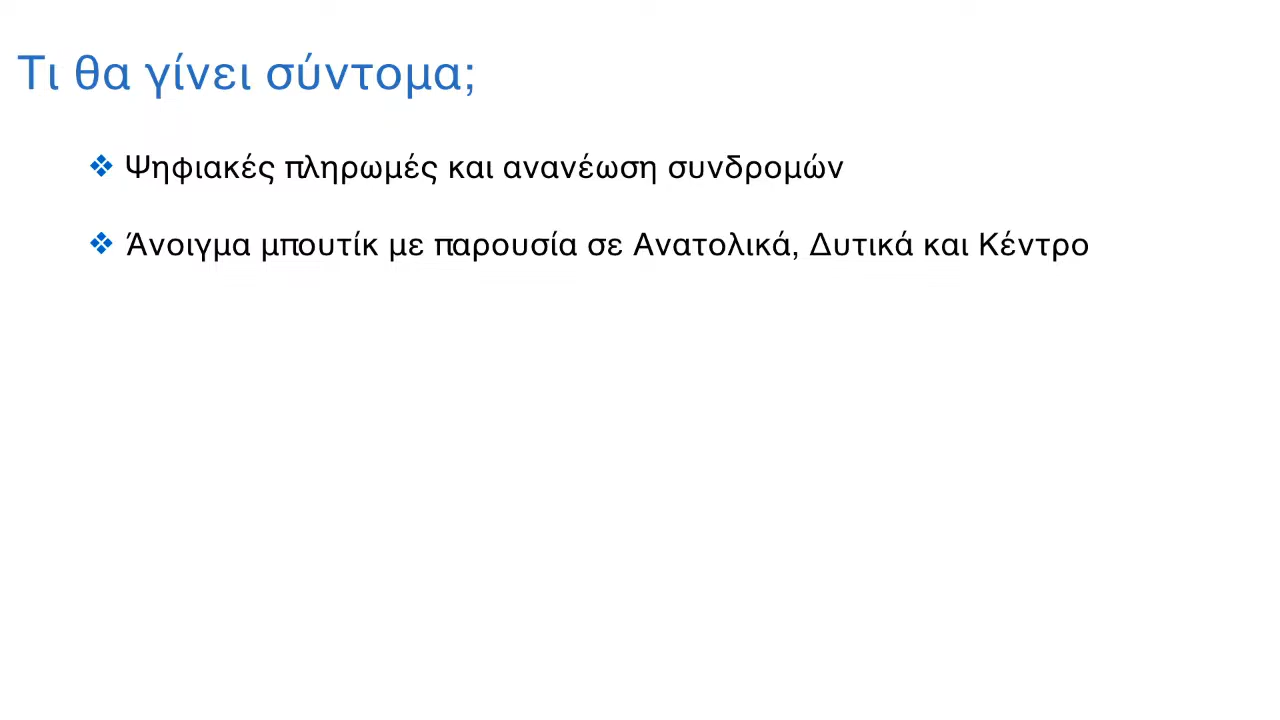 Τι θα γίνει σύντομα;
❖ Ψηφιακές πληρωμές και ανανέωση συνδρομών
❖ Άνοιγμα μπουτίκ με παρουσία σε Ανατολικά, Δυτικά και Κέντρο